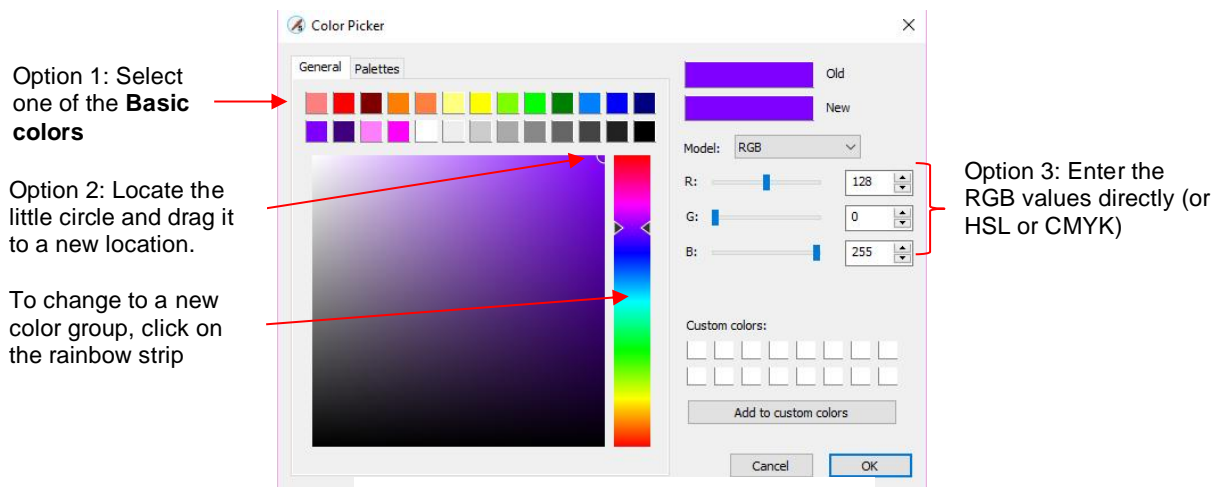 Color Picker
Option 1: Select
one of the Basic
colors
Option 2: Locate the
little circle and drag it
to a new location.
To change to a new
color group, click on
the rainbow strip
General Palettes
Old
New
Model: RGB
R: 128
G: 0
B: 255
Custom colors:
Add to custom colors
Cancel OK
Option 3: Enter the
RGB values directly (or
HSL or CMYK)